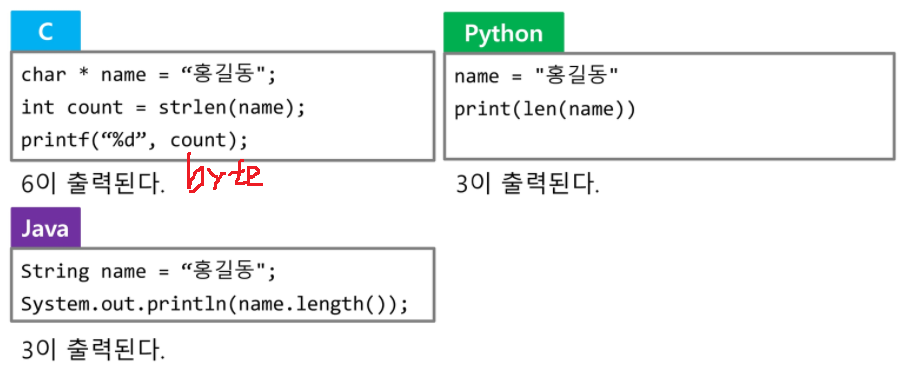 C
char * name = “홍길동";
int count = strlen(name);
printf(“%d”, count);
byte
6이 출력된다.
Python
name = "홍길동"
print(len(name))
3이 출력된다.
Java
String name = “홍길동";
System.out.println(name.length());
3이 출력된다.